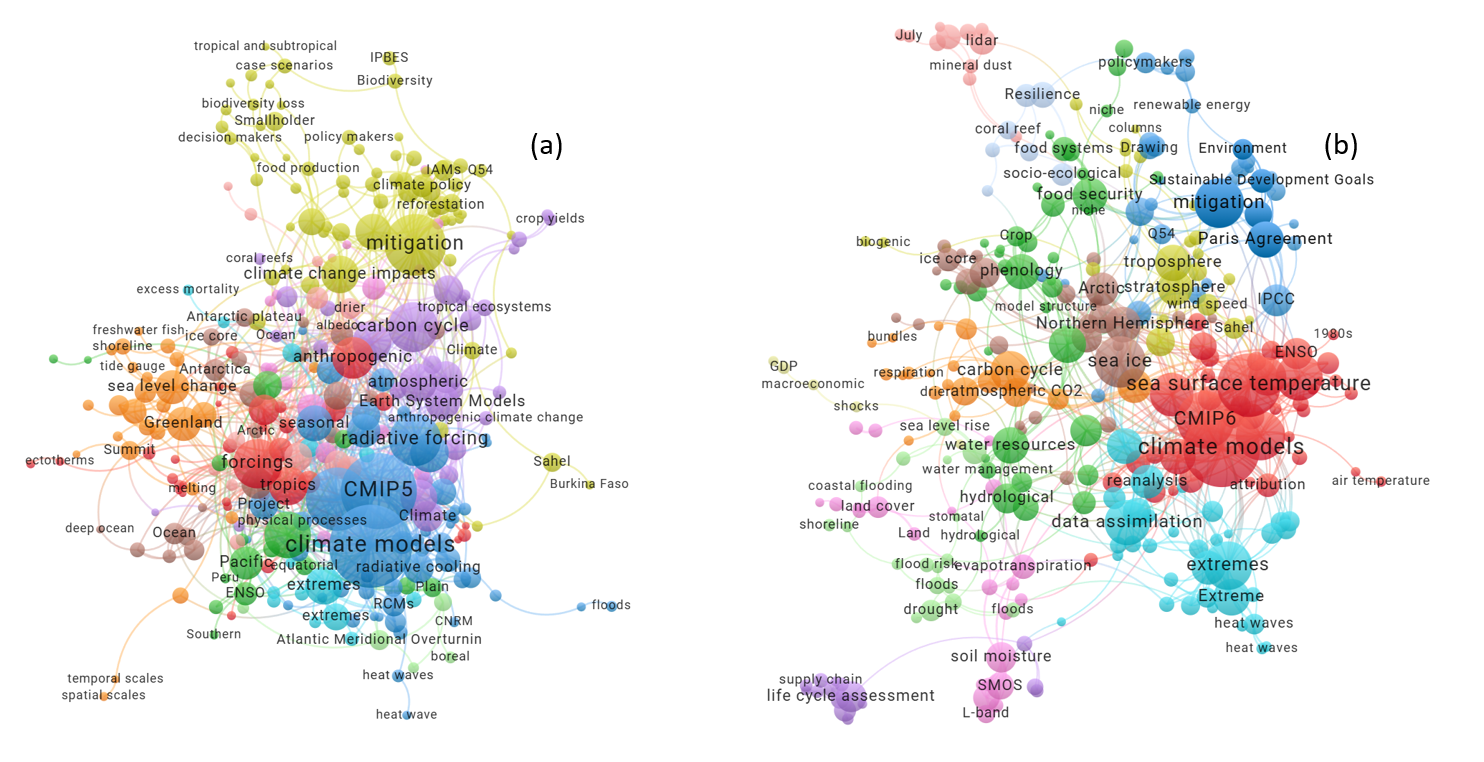 tropical and subtropical
IPBES
case scenarios
Biodiversity
biodiversity loss
Smallholder
decision makers
policy makers
(a)
food production
IAMs
Q54
climate policy
reforestation
crop yields
mitigation
coral reefs
climate change impacts
excess mortality
drier
tropical ecosystems
Antarctic plateau
albedo
carbon cycle
freshwater fish
ice core
Ocean
shoreline
anthropogenic
Climate
tide gauge
Antarctica
sea level change
atmospheric
Earth System Models
anthropogenic climate change
Greenland
seasonal
Arctic
radiative forcing
Summit
ectotherms
forcings
Sahel
tropics
Burkina Faso
melting
CMIP5
Project
deep ocean
Ocean
physical processes
Climate
climate models
Pacific
equatorial
radiative cooling
Peru
extremes
Plain
ENSO
RCMs
floods
extremes
CNRM
Southern
Atlantic Meridional Overturnin
boreal
temporal scales
heat waves
spatial scales
heat wave
July
lidar
mineral dust
policymakers
Resilience
niche
renewable energy
coral reef
columns
(b)
food systems
Drawing
Environment
socio-ecological
Sustainable Development Goals
food security
mitigation
niche
Crop
Q54
Paris Agreement
biogenic
ice core
phenology
troposphere
Arctic
stratosphere
model structure
wind speed
IPCC
bundles
Northern Hemisphere
Sahel
1980s
GDP
respiration
carbon cycle
sea ice
ENSO
macroeconomic
drier
atmospheric CO2
sea surface temperature
shocks
sea level rise
CMIP6
water resources
climate models
water management
coastal flooding
reanalysis
attribution
air temperature
land cover
hydrological
shoreline
stomatal
data assimilation
Land
hydrological
flood risk
evapotranspiration
extremes
floods
drought
floods
Extreme
heat waves
heat waves
soil moisture
supply chain
SMOS
life cycle assessment
L-band